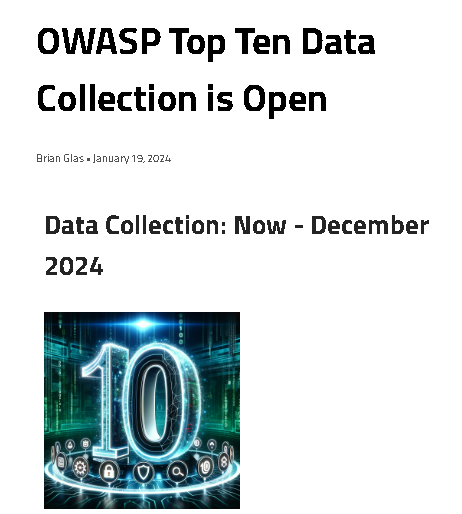 OWASP Top Ten Data
Collection is Open
Brian Glas • January 19, 2024
Data Collection: Now - December
2024
10